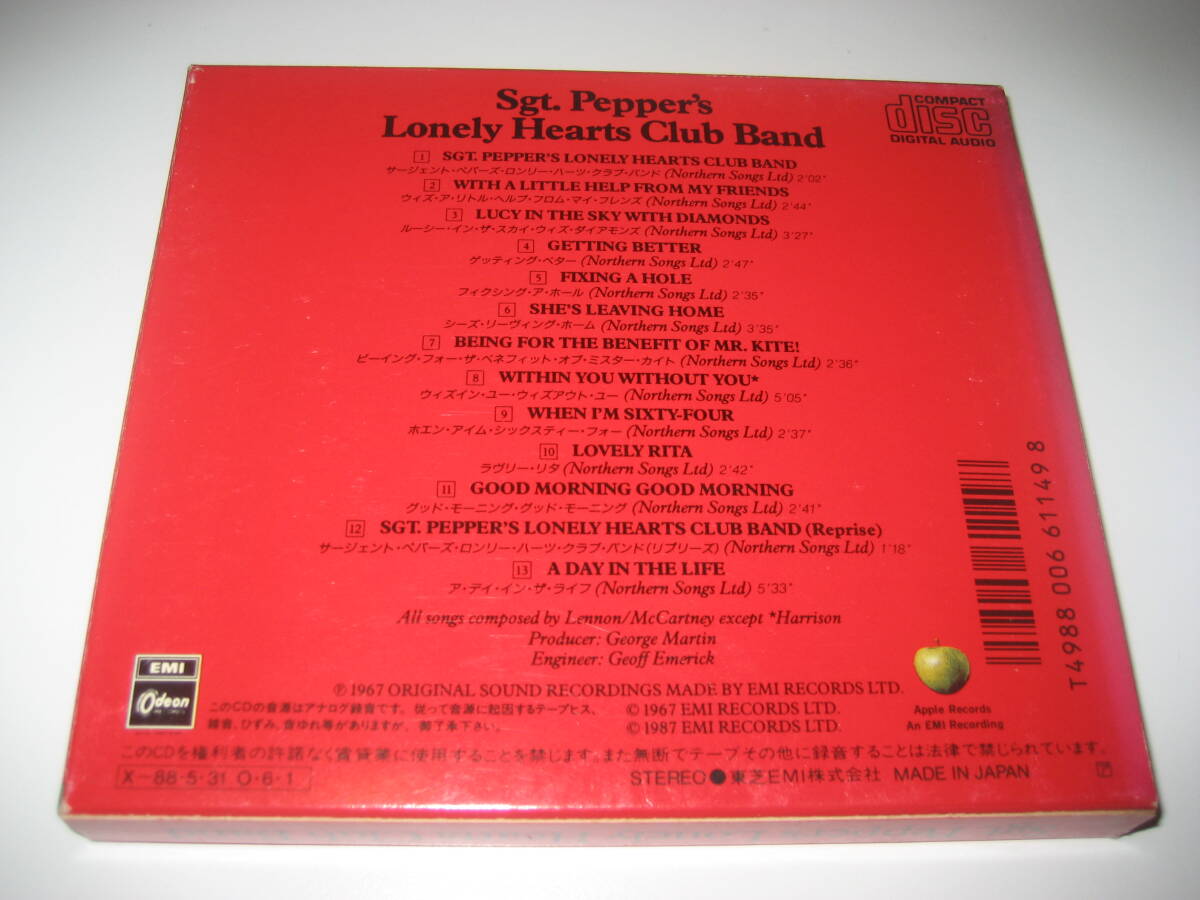 Sgt. Pepper's
Lonely Hearts Club Band
COMPACT
disc
DIGITAL AUDIO
1 SGT. PEPPER'S LONELY HEARTS CLUB BAND
サージェント・ペパーズ・ロンリー・ハーツ・クラブ・バンド (Northern Songs Ltd) 2'02"
2 WITH A LITTLE HELP FROM MY FRIENDS
ウィズ・ア・リトル・ヘルプ・フロム・マイ・フレンズ (Northern Songs Ltd) 2'44"
3 LUCY IN THE SKY WITH DIAMONDS
ルーシー・イン・ザ・スカイ・ウィズ・ダイアモンズ (Northern Songs Ltd) 3'27"
4 GETTING BETTER
ゲッティング・ベター (Northern Songs Ltd) 2'47"
5 FIXING A HOLE
フィクシング・ア・ホール (Northern Songs Ltd) 2'35"
6 SHE'S LEAVING HOME
シーズ・リーヴィング・ホーム (Northern Songs Ltd) 3'35"
7 BEING FOR THE BENEFIT OF MR. KITE!
ビーイング・フォー・ザ・ベネフィット・オブ・ミスター・カイト (Northern Songs Ltd) 2'36"
8 WITHIN YOU WITHOUT YOU*
ウィズイン・ユー・ウィズアウト・ユー (Northern Songs Ltd) 5'05"
9 WHEN I'M SIXTY-FOUR
ホエン・アイム・シックスティー・フォー (Northern Songs Ltd) 2'37"
10 LOVELY RITA
ラヴリー・リタ (Northern Songs Ltd) 2'42"
11 GOOD MORNING GOOD MORNING
グッド・モーニング・グッド・モーニング (Northern Songs Ltd) 2'41"
12 SGT. PEPPER'S LONELY HEARTS CLUB BAND (Reprise)
サージェント・ペパーズ・ロンリー・ハーツ・クラブ・バンド(リプリーズ) (Northern Songs Ltd) 1'18"
13 A DAY IN THE LIFE
ア・デイ・イン・ザ・ライフ (Northern Songs Ltd) 5'33"
All songs composed by Lennon/McCartney except *Harrison
Producer: George Martin
Engineer: Geoff Emerick
T4988 006 61149 8
EMI
Odeon
℗ 1967 ORIGINAL SOUND RECORDINGS MADE BY EMI RECORDS LTD.
© 1967 EMI RECORDS LTD.
© 1987 EMI RECORDS LTD.
Apple Records
An EMI Recording
このCDの音源はアナログ録音です。従って音源に起因するテープヒス、
雑音、ひずみ、音ゆれ等がありますが、御了承下さい。
このCDを権利者の許諾なく賃貸業に使用することを禁じます。また無断でテープその他に録音することは法律で禁じられています。
X-88・5・31 O・6・1
STEREO ● 東芝EMI株式会社 MADE IN JAPAN